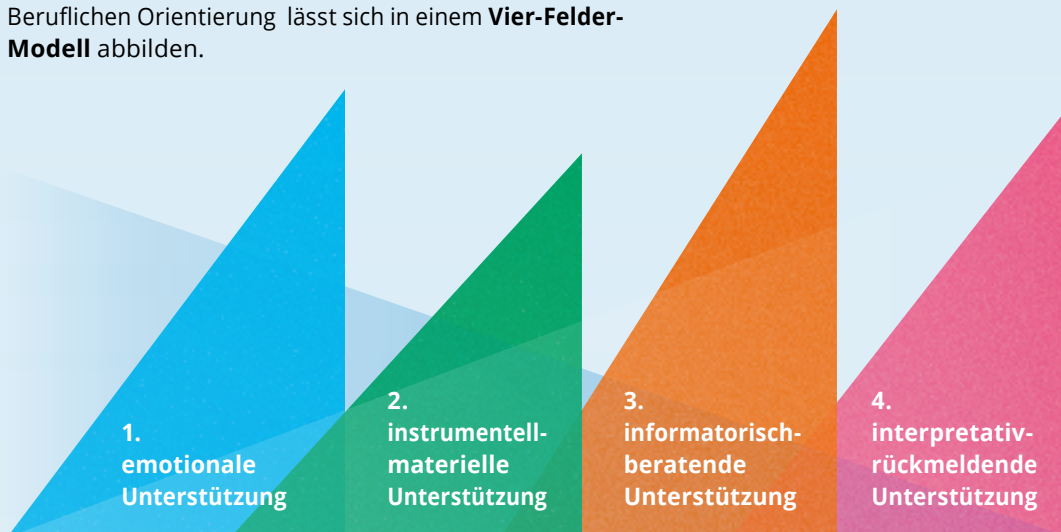 Beruflichen Orientierung lässt sich in einem Vier-Felder-
Modell abbilden.
1.
emotionale
Unterstützung
2.
instrumentell-
materielle
Unterstützung
3.
informatorisch-
beratende
Unterstützung
4.
interpretativ-
rückmeldende
Unterstützung